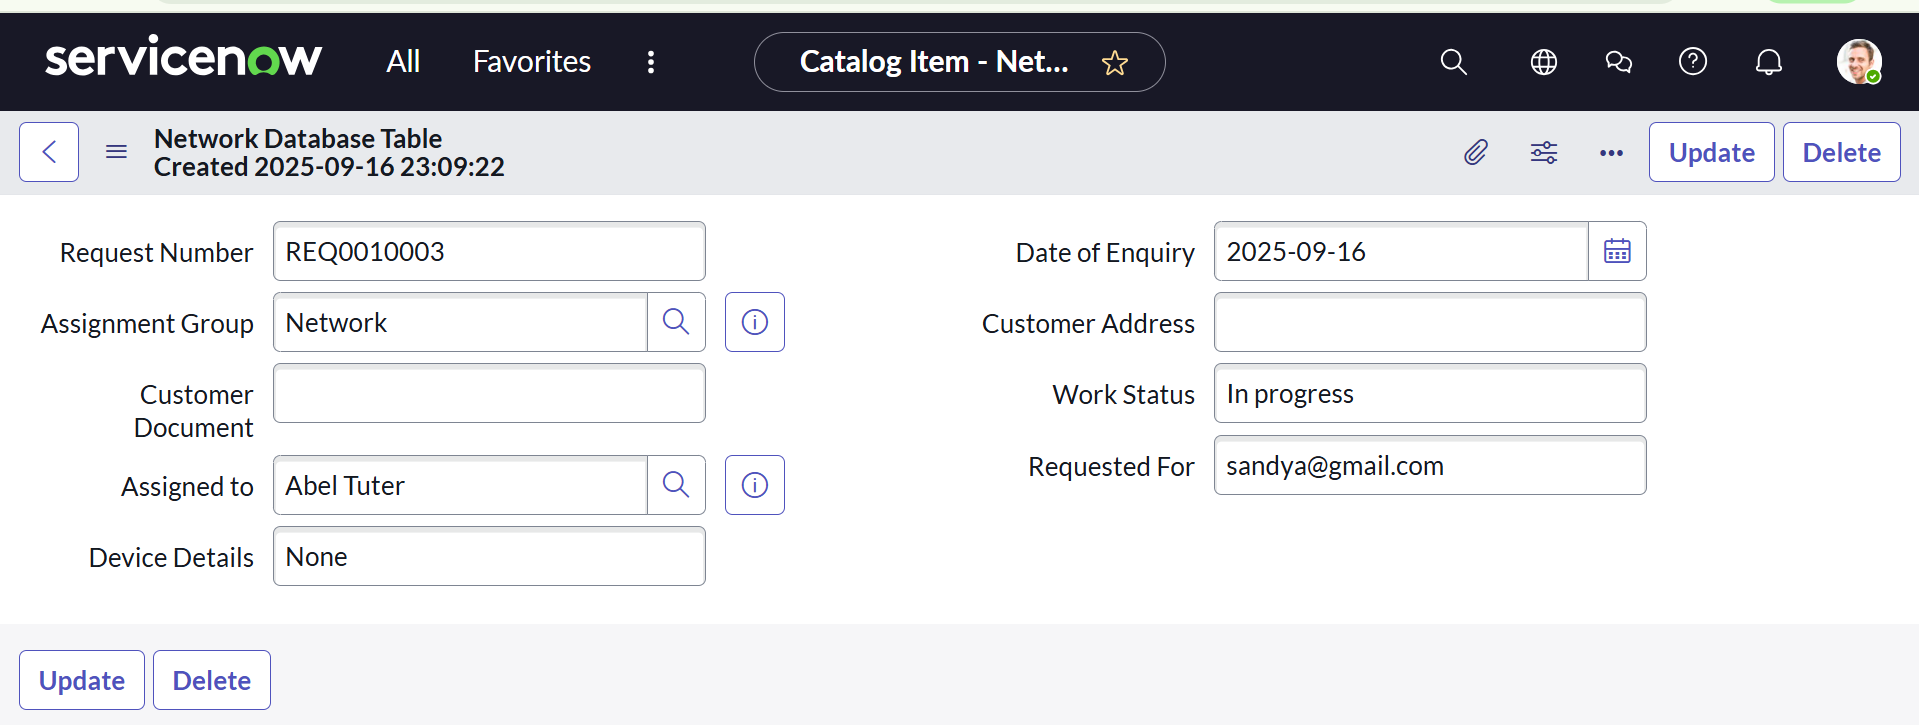 servicenow All Favorites Catalog Item - Net...
Network Database Table
Created 2025-09-16 23:09:22
Update Delete
Request Number REQ0010003
Assignment Group Network
Customer
Document
Assigned to Abel Tuter
Device Details None
Date of Enquiry 2025-09-16
Customer Address
Work Status In progress
Requested For sandya@gmail.com
Update Delete